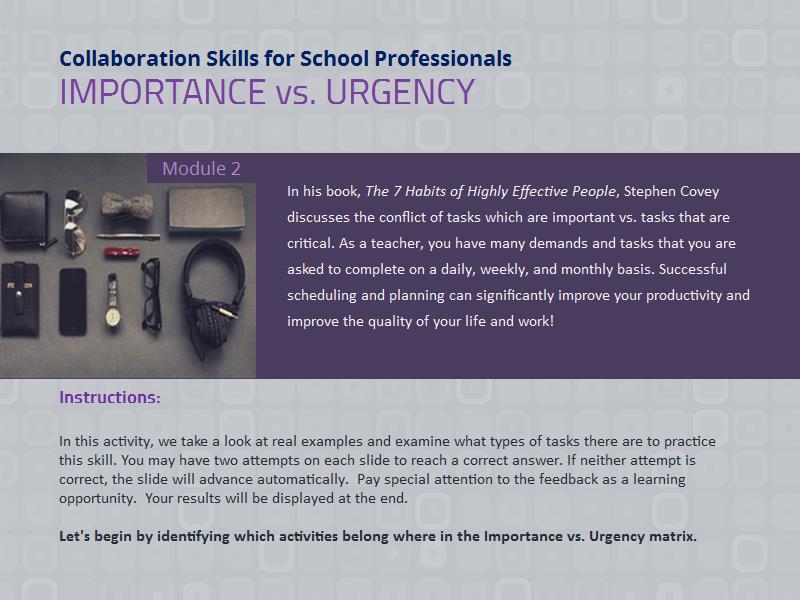 Collaboration Skills for School Professionals
IMPORTANCE vs. URGENCY
Module 2
In his book, The 7 Habits of Highly Effective People, Stephen Covey
discusses the conflict of tasks which are important vs. tasks that are
critical. As a teacher, you have many demands and tasks that you are
asked to complete on a daily, weekly, and monthly basis. Successful
scheduling and planning can significantly improve your productivity and
improve the quality of your life and work!
Instructions:
In this activity, we take a look at real examples and examine what types of tasks there are to practice
this skill. You may have two attempts on each slide to reach a correct answer. If neither attempt is
correct, the slide will advance automatically.  Pay special attention to the feedback as a learning
opportunity.  Your results will be displayed at the end.
Let's begin by identifying which activities belong where in the Importance vs. Urgency matrix.